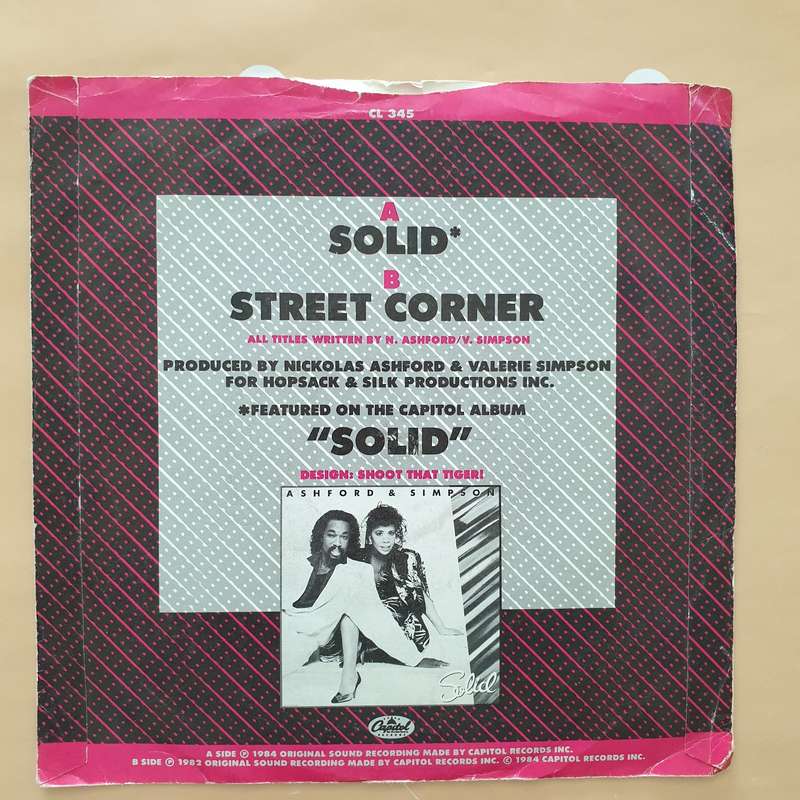 CL 345
A
SOLID*
B
STREET CORNER
ALL TITLES WRITTEN BY N. ASHFORD/V. SIMPSON
PRODUCED BY NICKOLAS ASHFORD & VALERIE SIMPSON
FOR HOPSACK & SILK PRODUCTIONS INC.
*FEATURED ON THE CAPITOL ALBUM
"SOLID"
DESIGN: SHOOT THAT TIGER!
ASHFORD & SIMPSON
Solid
Capitol
RECORDS
A SIDE ℗ 1984 ORIGINAL SOUND RECORDING MADE BY CAPITOL RECORDS INC.
B SIDE ℗ 1982 ORIGINAL SOUND RECORDING MADE BY CAPITOL RECORDS INC. © 1984 CAPITOL RECORDS INC.